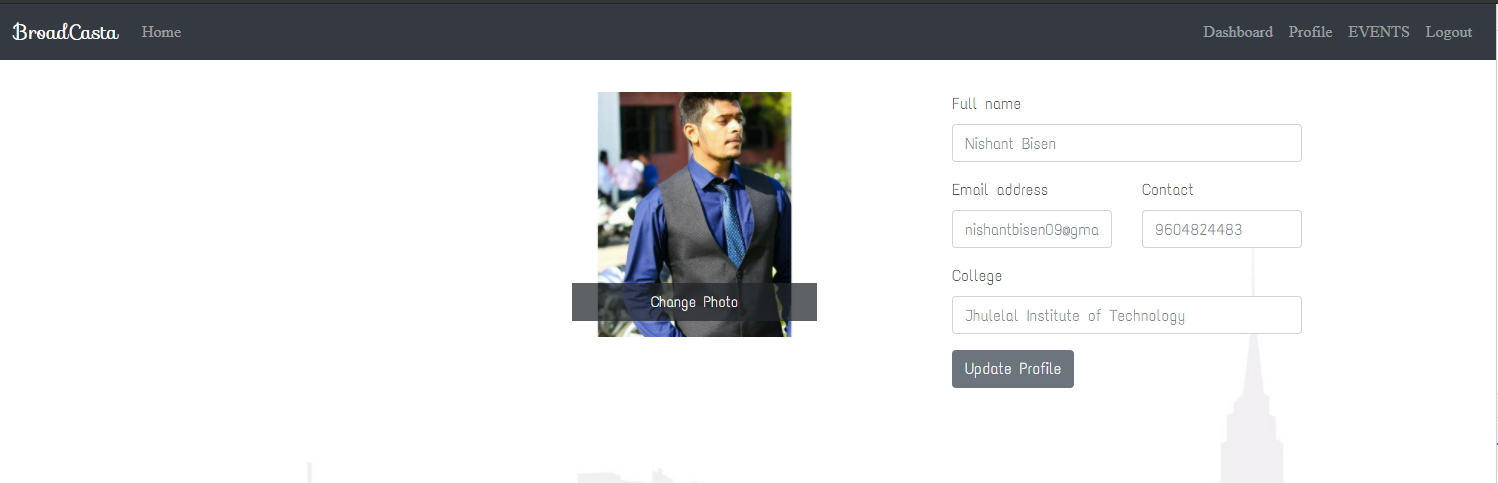 BroadCasta Home Dashboard Profile EVENTS Logout
Change Photo
Full name
Nishant Bisen
Email address Contact
nishantbisen09@gma 9604824483
College
Jhulelal Institute of Technology
Update Profile